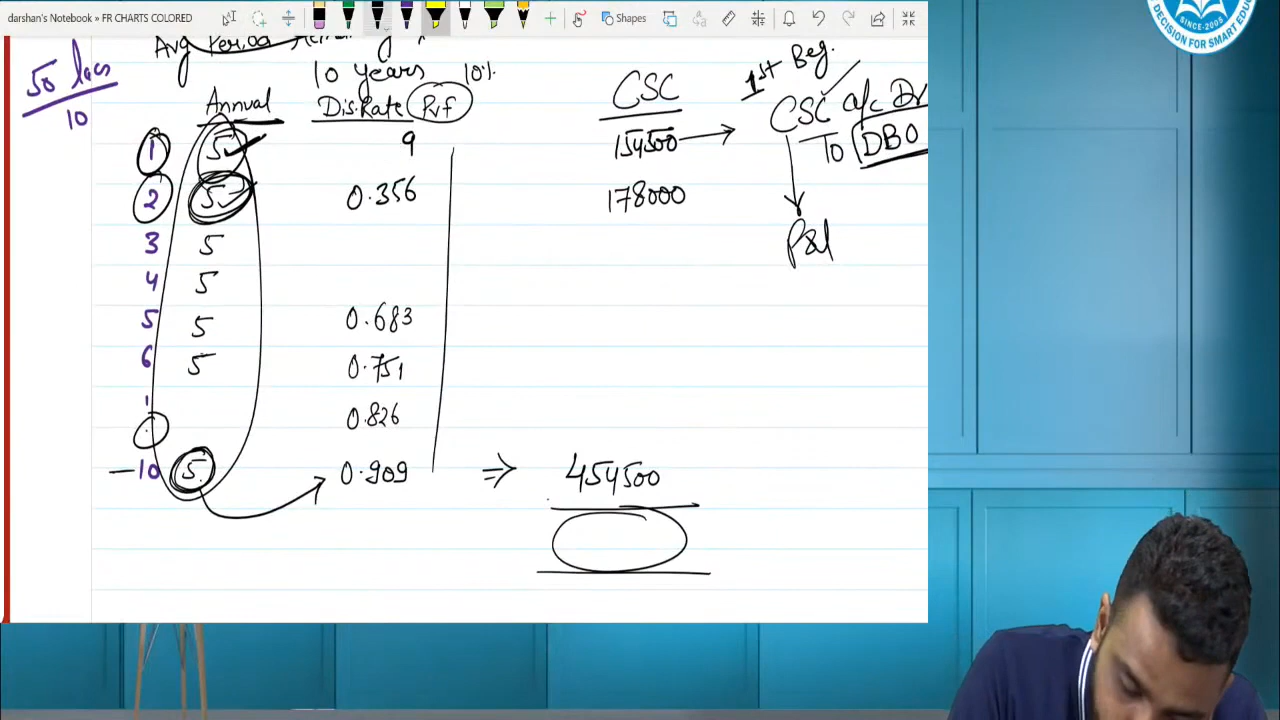 darshan's Notebook » FR CHARTS COLORED
Shapes
DECISION FOR SMART EDU
SINCE-2005
Avg Period
50 lacs
10
10 years 10%
Annual Dis.Rate Pvf CSC
1st Beg.
CSC a/c Dr
To DBO
P&L
1 5 9 154500
2 5 0.356 178000
3 5
4 5
5 5 0.683
6 5 0.751
0.826
10 5 0.909 ⇒ 454500